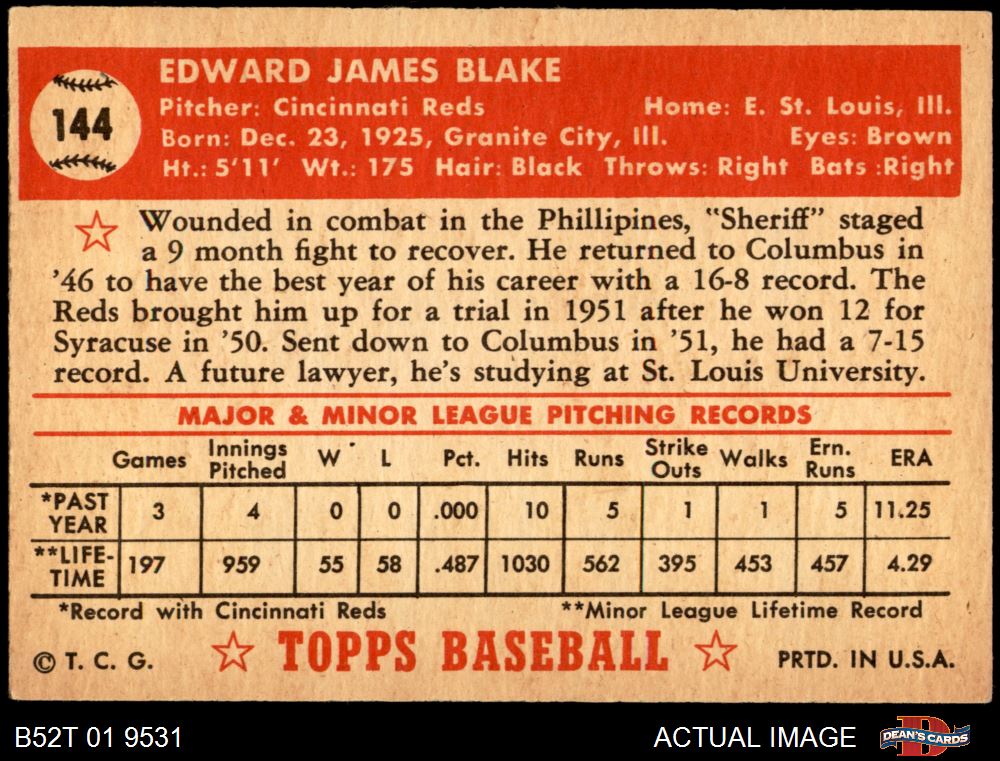 144
EDWARD JAMES BLAKE
Pitcher: Cincinnati Reds Home: E. St. Louis, Ill.
Born: Dec. 23, 1925, Granite City, Ill. Eyes: Brown
Ht.: 5'11' Wt.: 175 Hair: Black Throws: Right Bats :Right
Wounded in combat in the Phillipines, "Sheriff" staged
a 9 month fight to recover. He returned to Columbus in
'46 to have the best year of his career with a 16-8 record. The
Reds brought him up for a trial in 1951 after he won 12 for
Syracuse in '50. Sent down to Columbus in '51, he had a 7-15
record. A future lawyer, he's studying at St. Louis University.
MAJOR & MINOR LEAGUE PITCHING RECORDS
Games Innings Pitched W L Pct. Hits Runs Strike Outs Walks Ern. Runs ERA
*PAST YEAR 3 4 0 0 .000 10 5 1 1 5 11.25
**LIFE-TIME 197 959 55 58 .487 1030 562 395 453 457 4.29
*Record with Cincinnati Reds **Minor League Lifetime Record
© T. C. G. TOPPS BASEBALL PRTD. IN U.S.A.
B52T 01 9531 ACTUAL IMAGE DEAN'S CARDS